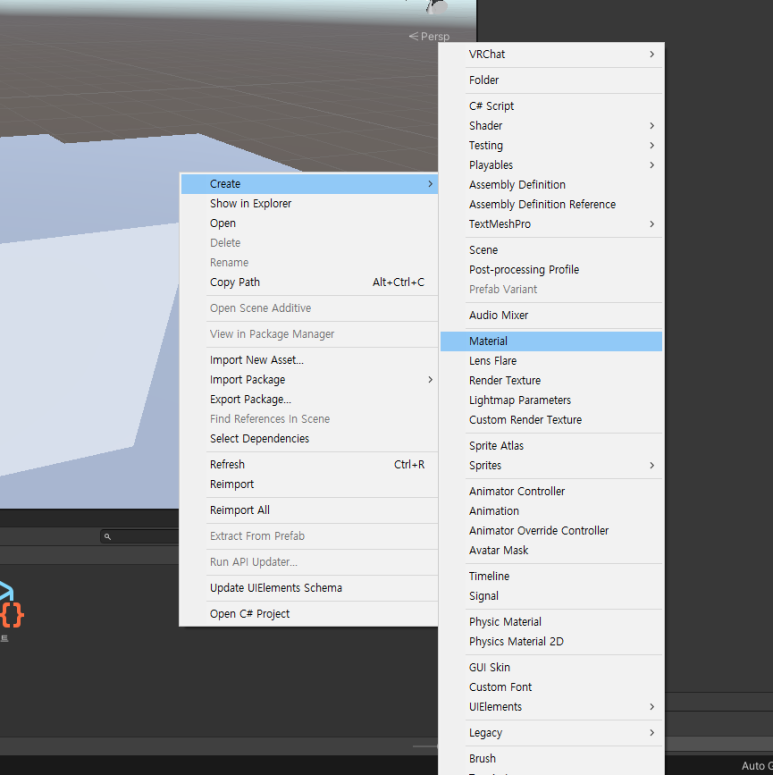 Persp
Create
Show in Explorer
Open
Delete
Rename
Copy Path Alt+Ctrl+C
Open Scene Additive
View in Package Manager
Import New Asset...
Import Package
Export Package...
Find References In Scene
Select Dependencies
Refresh Ctrl+R
Reimport
Reimport All
Extract From Prefab
Run API Updater...
Update UIElements Schema
Open C# Project
VRChat
Folder
C# Script
Shader
Testing
Playables
Assembly Definition
Assembly Definition Reference
TextMeshPro
Scene
Post-processing Profile
Prefab Variant
Audio Mixer
Material
Lens Flare
Render Texture
Lightmap Parameters
Custom Render Texture
Sprite Atlas
Sprites
Animator Controller
Animation
Animator Override Controller
Avatar Mask
Timeline
Signal
Physic Material
Physics Material 2D
GUI Skin
Custom Font
UIElements
Legacy
Brush
{}
트
Auto G